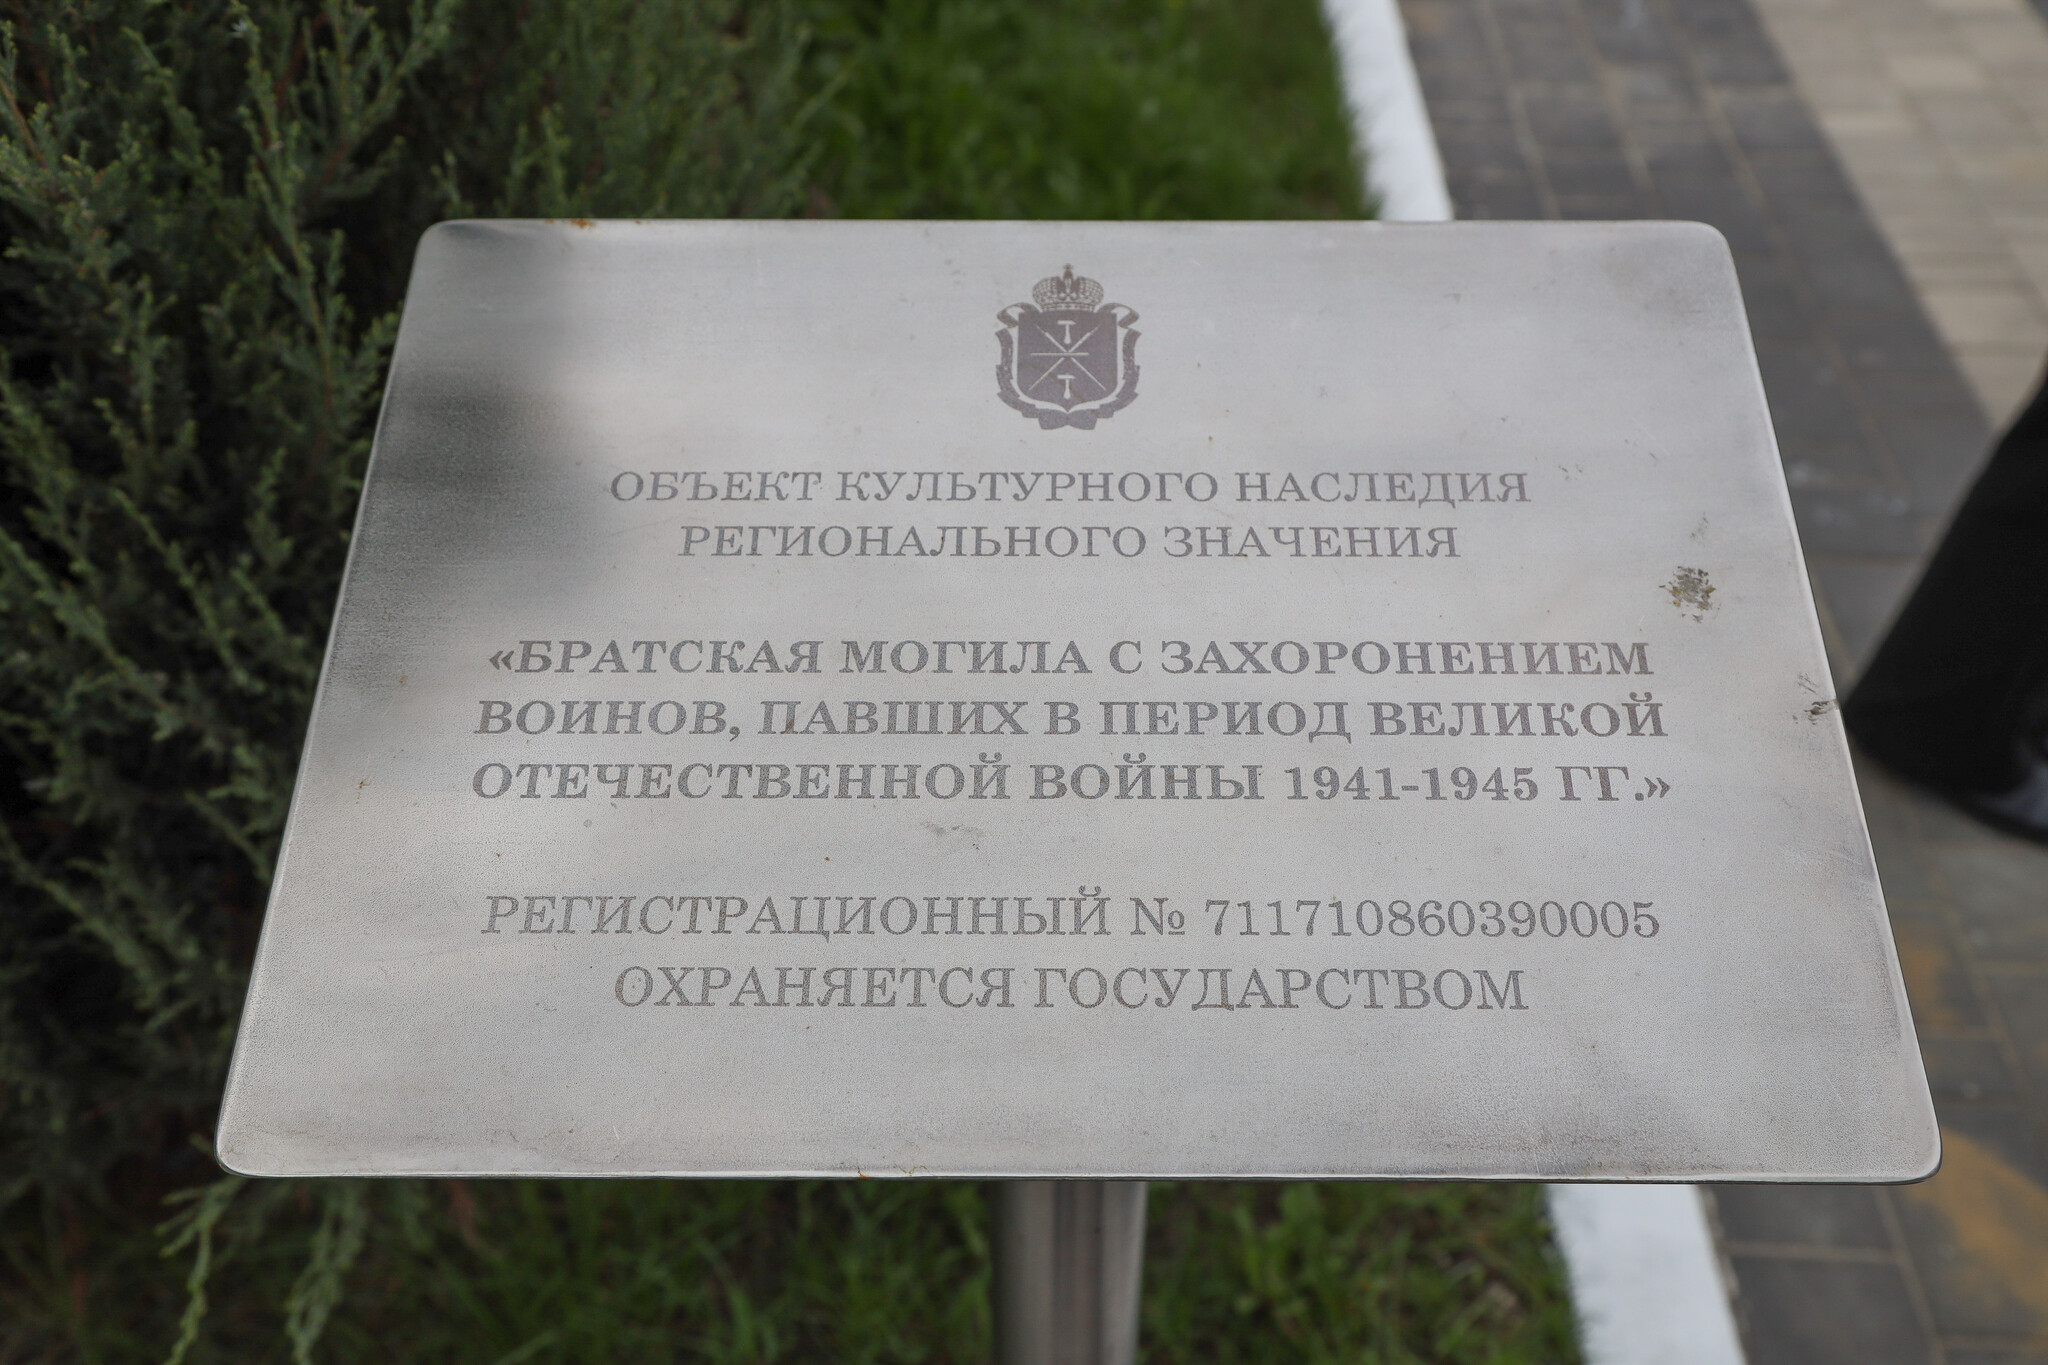 ОБЪЕКТ КУЛЬТУРНОГО НАСЛЕДИЯ
РЕГИОНАЛЬНОГО ЗНАЧЕНИЯ
«БРАТСКАЯ МОГИЛА С ЗАХОРОНЕНИЕМ
ВОИНОВ, ПАВШИХ В ПЕРИОД ВЕЛИКОЙ
ОТЕЧЕСТВЕННОЙ ВОЙНЫ 1941-1945 ГГ.»
РЕГИСТРАЦИОННЫЙ № 711710860390005
ОХРАНЯЕТСЯ ГОСУДАРСТВОМ